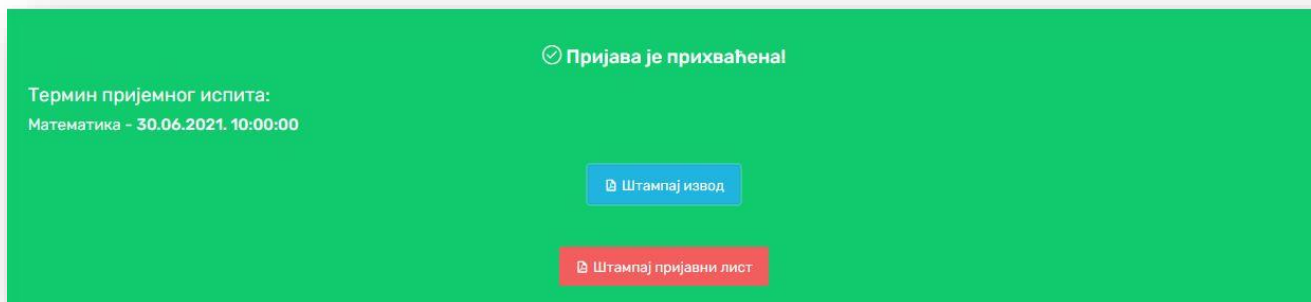 Пријава је прихваћена!
Термин пријемног испита:
Математика - 30.06.2021. 10:00:00
Штампај извод
Штампај пријавни лист